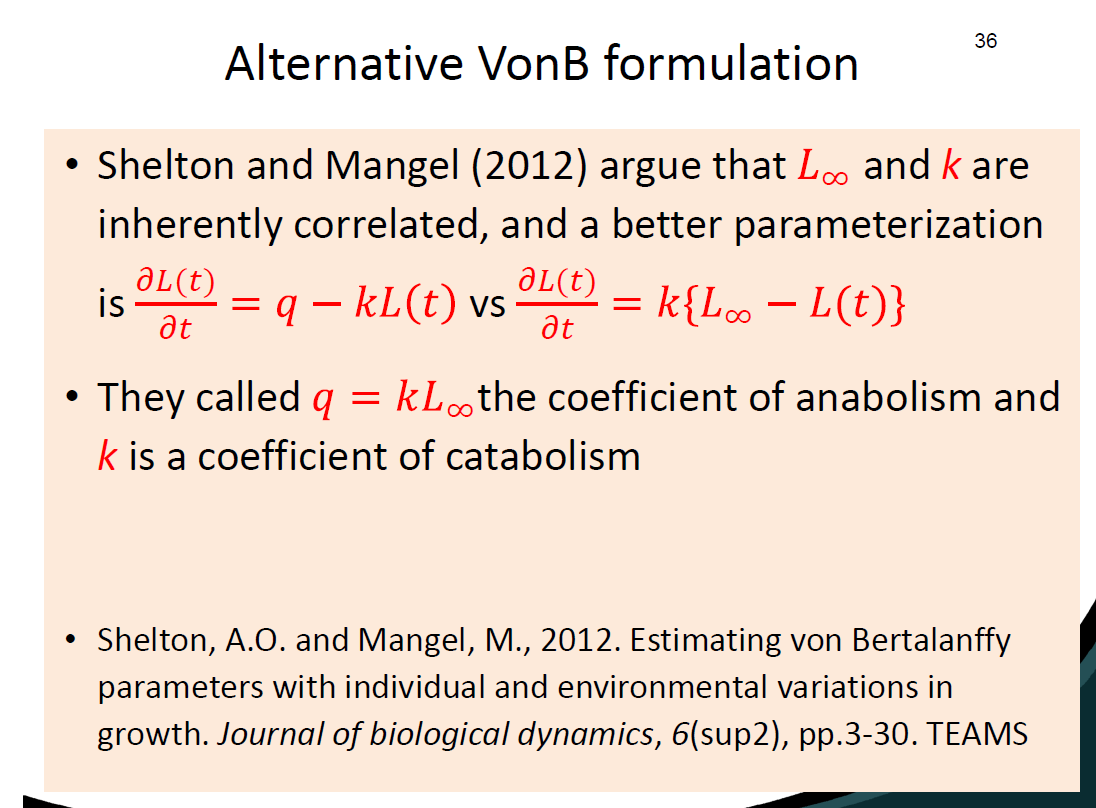 36
Alternative VonB formulation
• Shelton and Mangel (2012) argue that L∞ and k are
inherently correlated, and a better parameterization
is ∂L(t)/∂t = q − kL(t) vs ∂L(t)/∂t = k{L∞ − L(t)}
• They called q = kL∞the coefficient of anabolism and
k is a coefficient of catabolism
• Shelton, A.O. and Mangel, M., 2012. Estimating von Bertalanffy
parameters with individual and environmental variations in
growth. Journal of biological dynamics, 6(sup2), pp.3-30. TEAMS